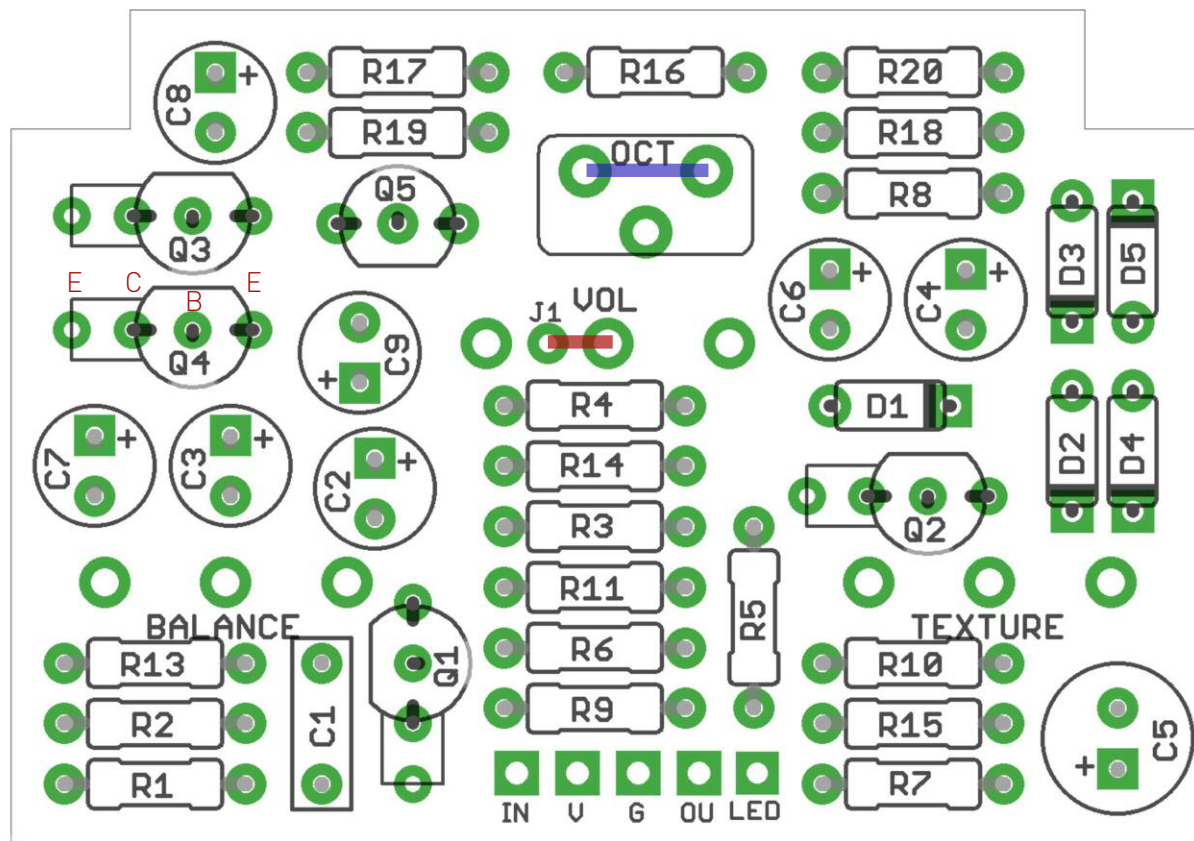 C8
+
R17
R16
R20
R19
OCT
R18
Q5
R8
Q3
D3
D5
E C B E
C6
+
C4
+
J1
VOL
Q4
C9
+
R4
D1
C7
+
C3
+
C2
+
R14
D2
D4
R3
Q2
R11
R5
BALANCE
TEXTURE
R13
Q1
R6
R10
R2
C1
R9
R15
C5
+
R1
R7
IN V G OU LED